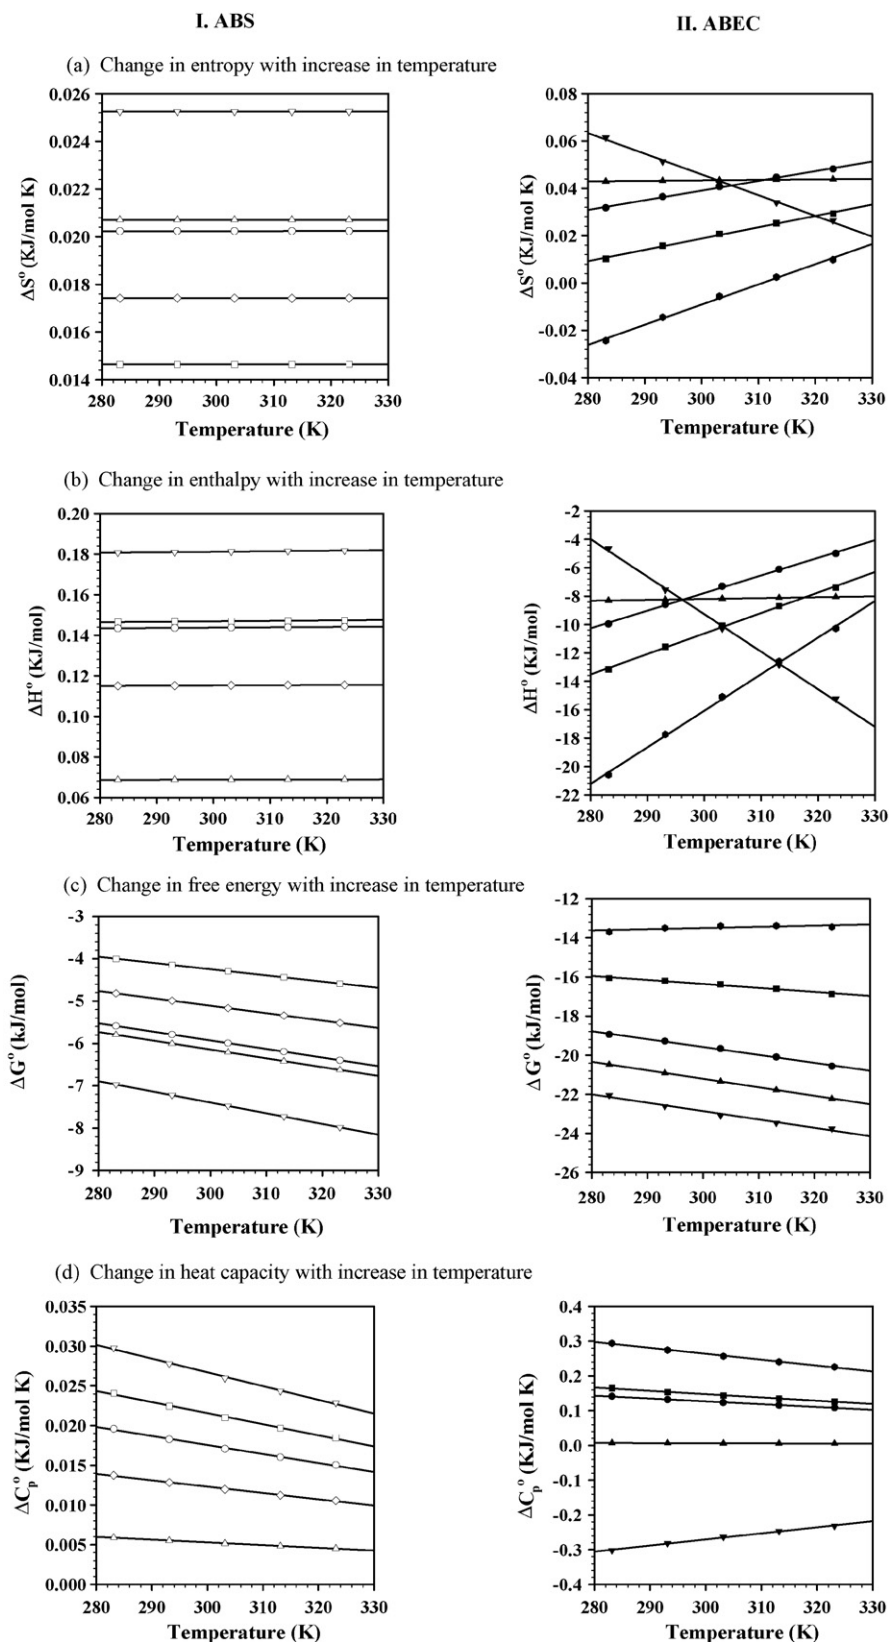 I. ABS
II. ABEC
(a) Change in entropy with increase in temperature
0.026
0.024
0.022
0.020
0.018
0.016
0.014
280 290 300 310 320 330
ΔS° (KJ/mol K)
Temperature (K)
0.08
0.06
0.04
0.02
0.00
-0.02
-0.04
280 290 300 310 320 330
ΔS° (KJ/mol K)
Temperature (K)
(b) Change in enthalpy with increase in temperature
0.20
0.18
0.16
0.14
0.12
0.10
0.08
0.06
280 290 300 310 320 330
ΔH° (KJ/mol)
Temperature (K)
-2
-4
-6
-8
-10
-12
-14
-16
-18
-20
-22
280 290 300 310 320 330
ΔH° (KJ/mol)
Temperature (K)
(c) Change in free energy with increase in temperature
-3
-4
-5
-6
-7
-8
-9
280 290 300 310 320 330
ΔG° (kJ/mol)
Temperature (K)
-12
-14
-16
-18
-20
-22
-24
-26
280 290 300 310 320 330
ΔG° (kJ/mol)
Temperature (K)
(d) Change in heat capacity with increase in temperature
0.035
0.030
0.025
0.020
0.015
0.010
0.005
0.000
280 290 300 310 320 330
ΔCp° (KJ/mol K)
Temperature (K)
0.4
0.3
0.2
0.1
0.0
-0.1
-0.2
-0.3
-0.4
280 290 300 310 320 330
ΔCp° (KJ/mol K)
Temperature (K)